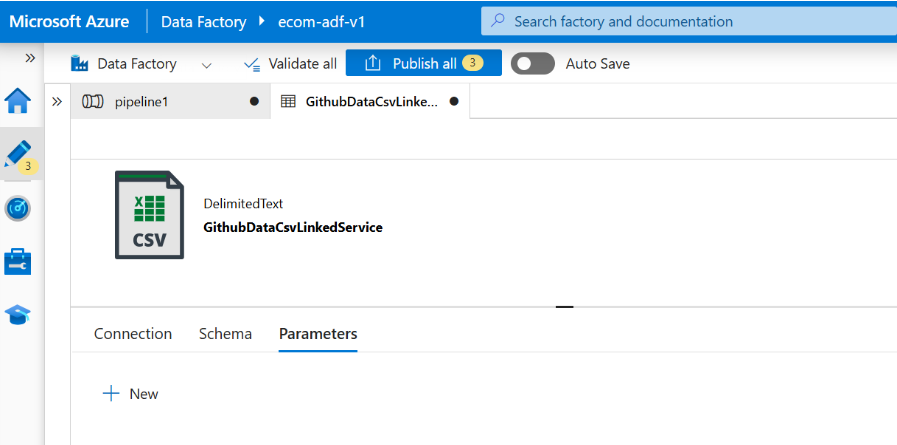 Microsoft Azure Data Factory ecom-adf-v1 Search factory and documentation
Data Factory Validate all Publish all 3 Auto Save
pipeline1 GithubDataCsvLinke...
3
DelimitedText
GithubDataCsvLinkedService
X
CSV
Connection Schema Parameters
New